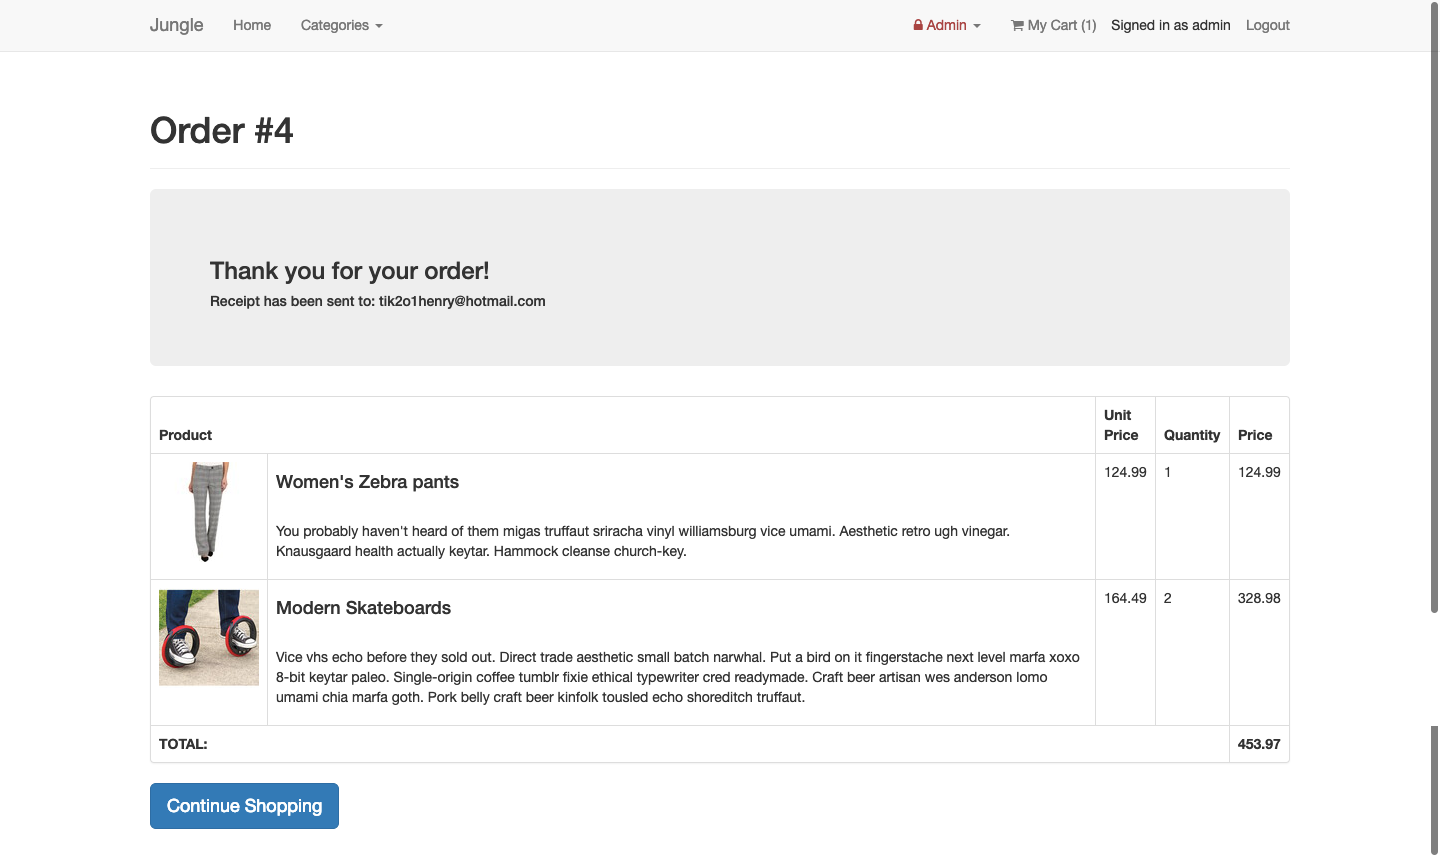 Jungle Home Categories Admin My Cart (1) Signed in as admin Logout
Order #4
Thank you for your order!
Receipt has been sent to: tik2o1henry@hotmail.com
Product Unit Price Quantity Price
Women's Zebra pants 124.99 1 124.99
You probably haven't heard of them migas truffaut sriracha vinyl williamsburg vice umami. Aesthetic retro ugh vinegar.
Knausgaard health actually keytar. Hammock cleanse church-key.
Modern Skateboards 164.49 2 328.98
Vice vhs echo before they sold out. Direct trade aesthetic small batch narwhal. Put a bird on it fingerstache next level marfa xoxo
8-bit keytar paleo. Single-origin coffee tumblr fixie ethical typewriter cred readymade. Craft beer artisan wes anderson lomo
umami chia marfa goth. Pork belly craft beer kinfolk tousled echo shoreditch truffaut.
TOTAL: 453.97
Continue Shopping